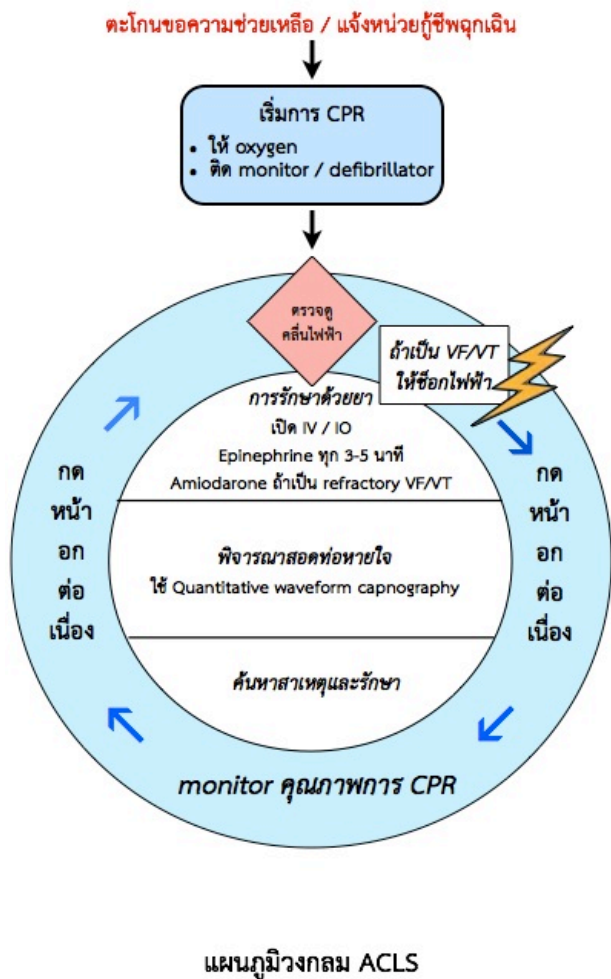 ตะโกนขอความช่วยเหลือ / แจ้งหน่วยกู้ชีพฉุกเฉิน
เริ่มการ CPR
• ให้ oxygen
• ติด monitor / defibrillator
ตรวจดู
คลื่นไฟฟ้า
ถ้าเป็น VF/VT
ให้ช็อกไฟฟ้า
การรักษาด้วยยา
เปิด IV / IO
Epinephrine ทุก 3-5 นาที
Amiodarone ถ้าเป็น refractory VF/VT
กด
หน้า
อก
ต่อ
เนื่อง
พิจารณาสอดท่อหายใจ
ใช้ Quantitative waveform capnography
กด
หน้า
อก
ต่อ
เนื่อง
ค้นหาสาเหตุและรักษา
monitor คุณภาพการ CPR
แผนภูมิวงกลม ACLS